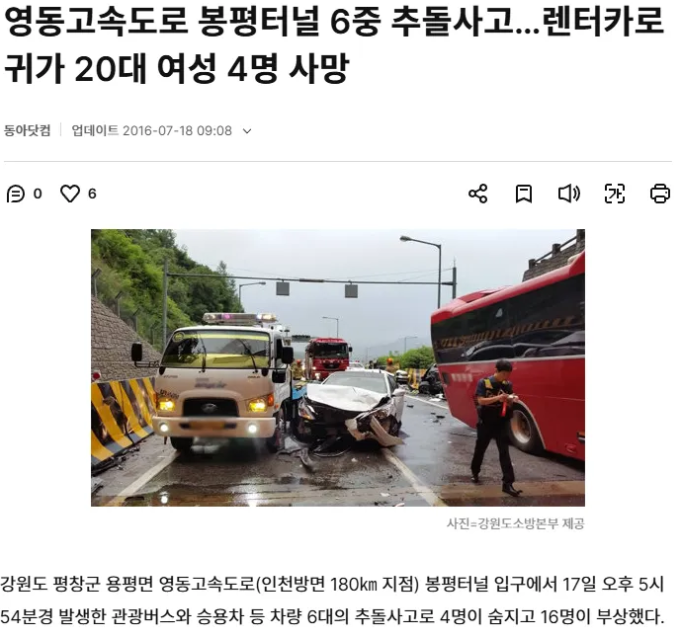 영동고속도로 봉평터널 6중 추돌사고…렌터카로
귀가 20대 여성 4명 사망
동아닷컴 업데이트 2016-07-18 09:08
0 6 가
사진=강원도소방본부 제공
강원도 평창군 용평면 영동고속도로(인천방면 180㎞ 지점) 봉평터널 입구에서 17일 오후 5시
54분경 발생한 관광버스와 승용차 등 차량 6대의 추돌사고로 4명이 숨지고 16명이 부상했다.